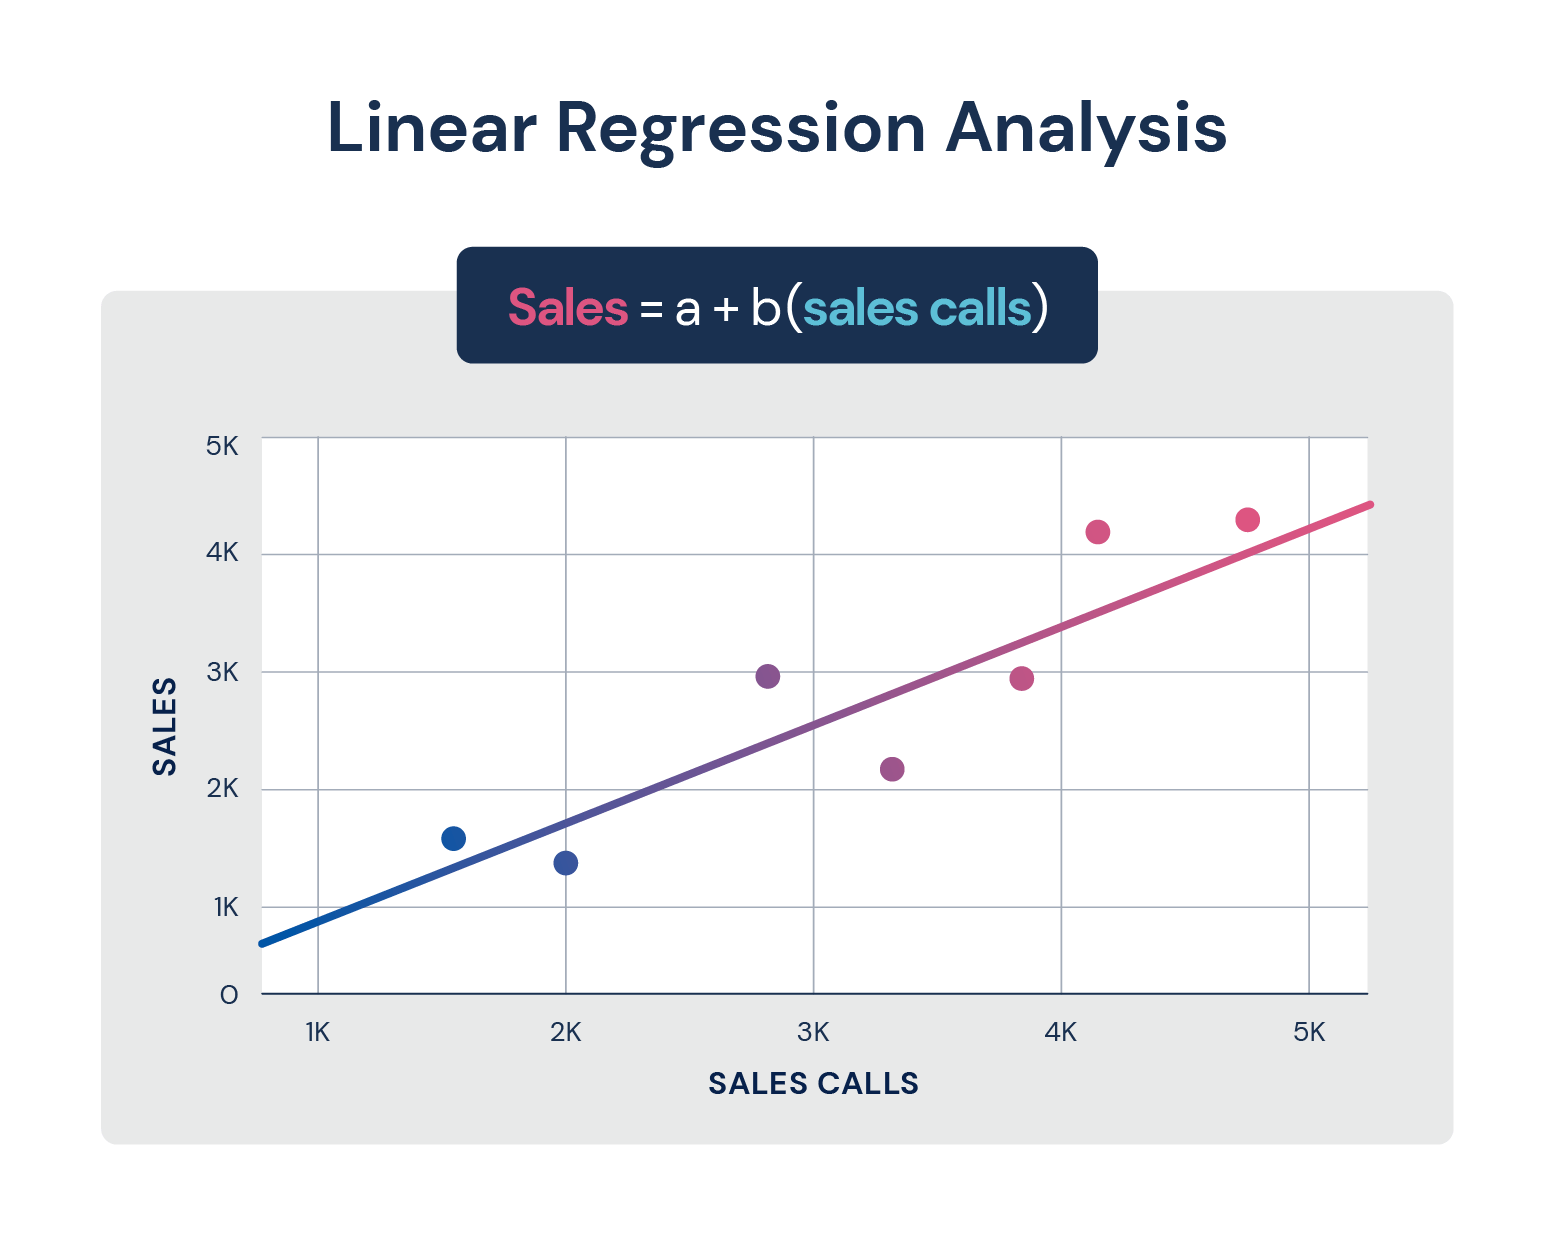 Linear Regression Analysis
Sales = a + b(sales calls)
5K
4K
3K
2K
1K
0
SALES
1K 2K 3K 4K 5K
SALES CALLS